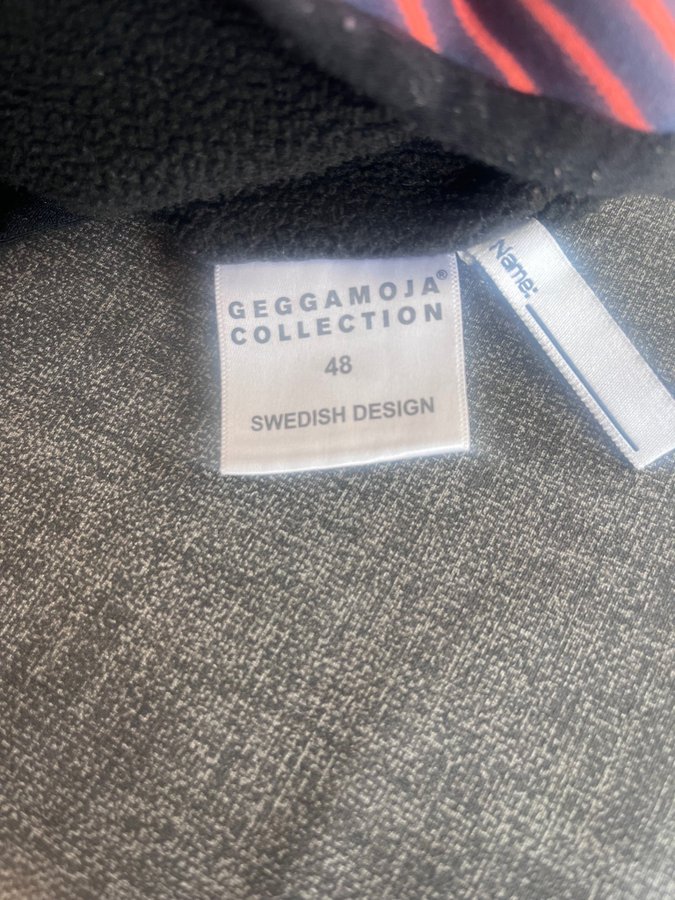 GEGGAMOJA®
COLLECTION
48
SWEDISH DESIGN
Name: